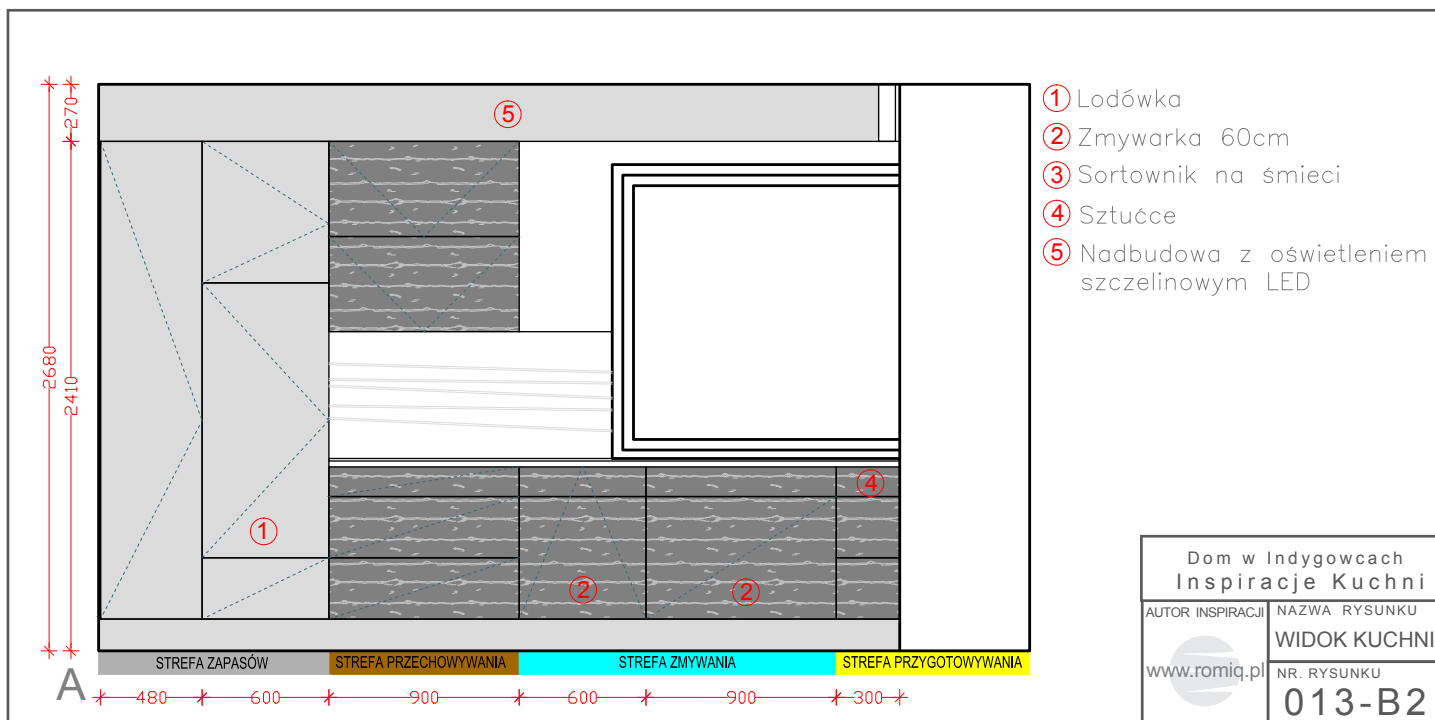 270
2680
2410
5
1
2
2
4
1 Lodówka
2 Zmywarka 60cm
3 Sortownik na śmieci
4 Sztućce
5 Nadbudowa z oświetleniem
szczelinowym LED
STREFA ZAPASÓW
STREFA PRZECHOWYWANIA
STREFA ZMYWANIA
STREFA PRZYGOTOWYWANIA
A
480
600
900
600
900
300
Dom w Indygowcach
Inspiracje Kuchni
AUTOR INSPIRACJI
www.romiq.pl
NAZWA RYSUNKU
WIDOK KUCHNI
NR. RYSUNKU
013-B2